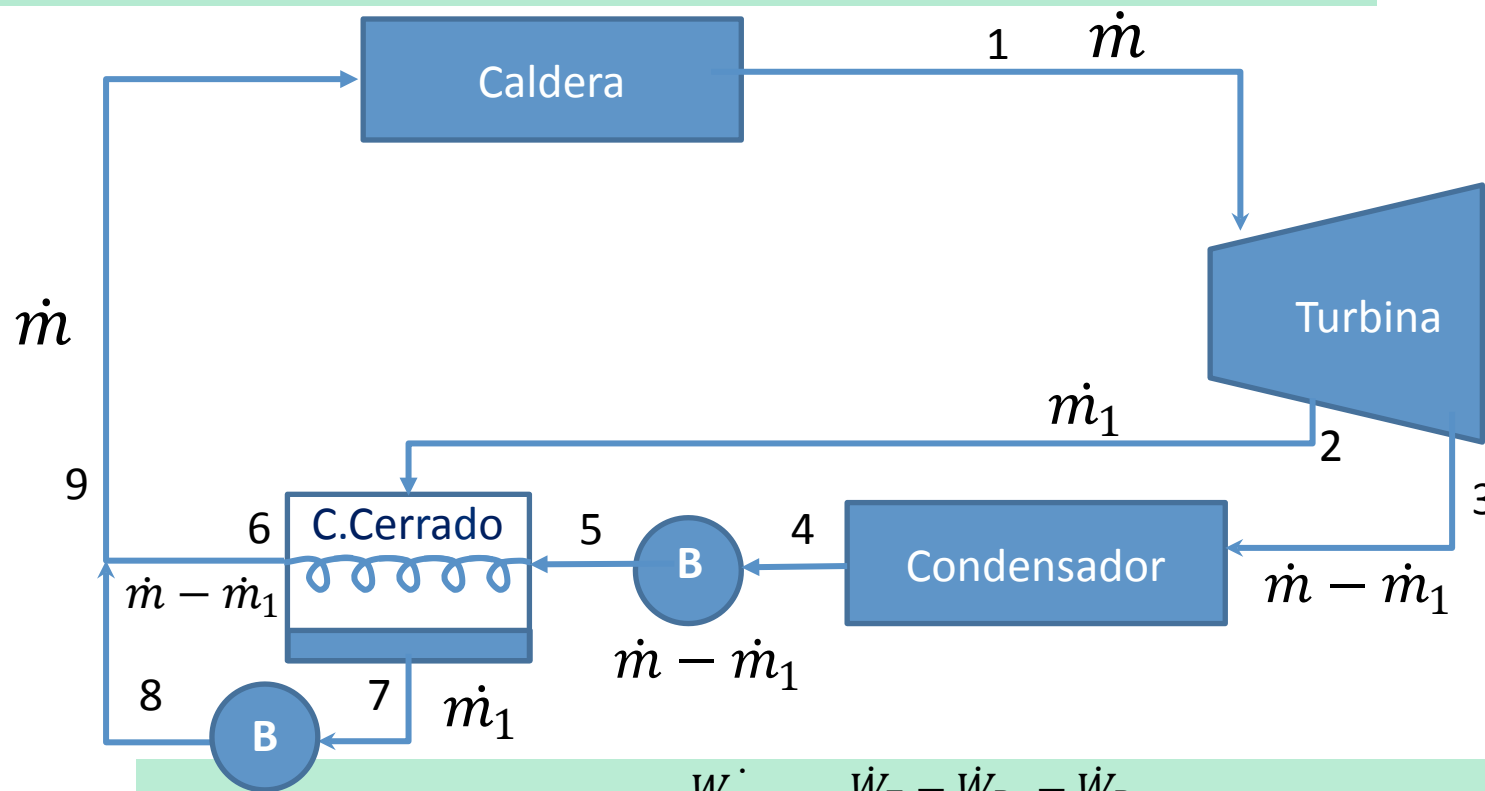 1 ṁ
Caldera
ṁ
Turbina
ṁ₁
2
9
3
6 C.Cerrado 5 B 4 Condensador
ṁ − ṁ₁
ṁ − ṁ₁
ṁ − ṁ₁
8 B 7 ṁ₁